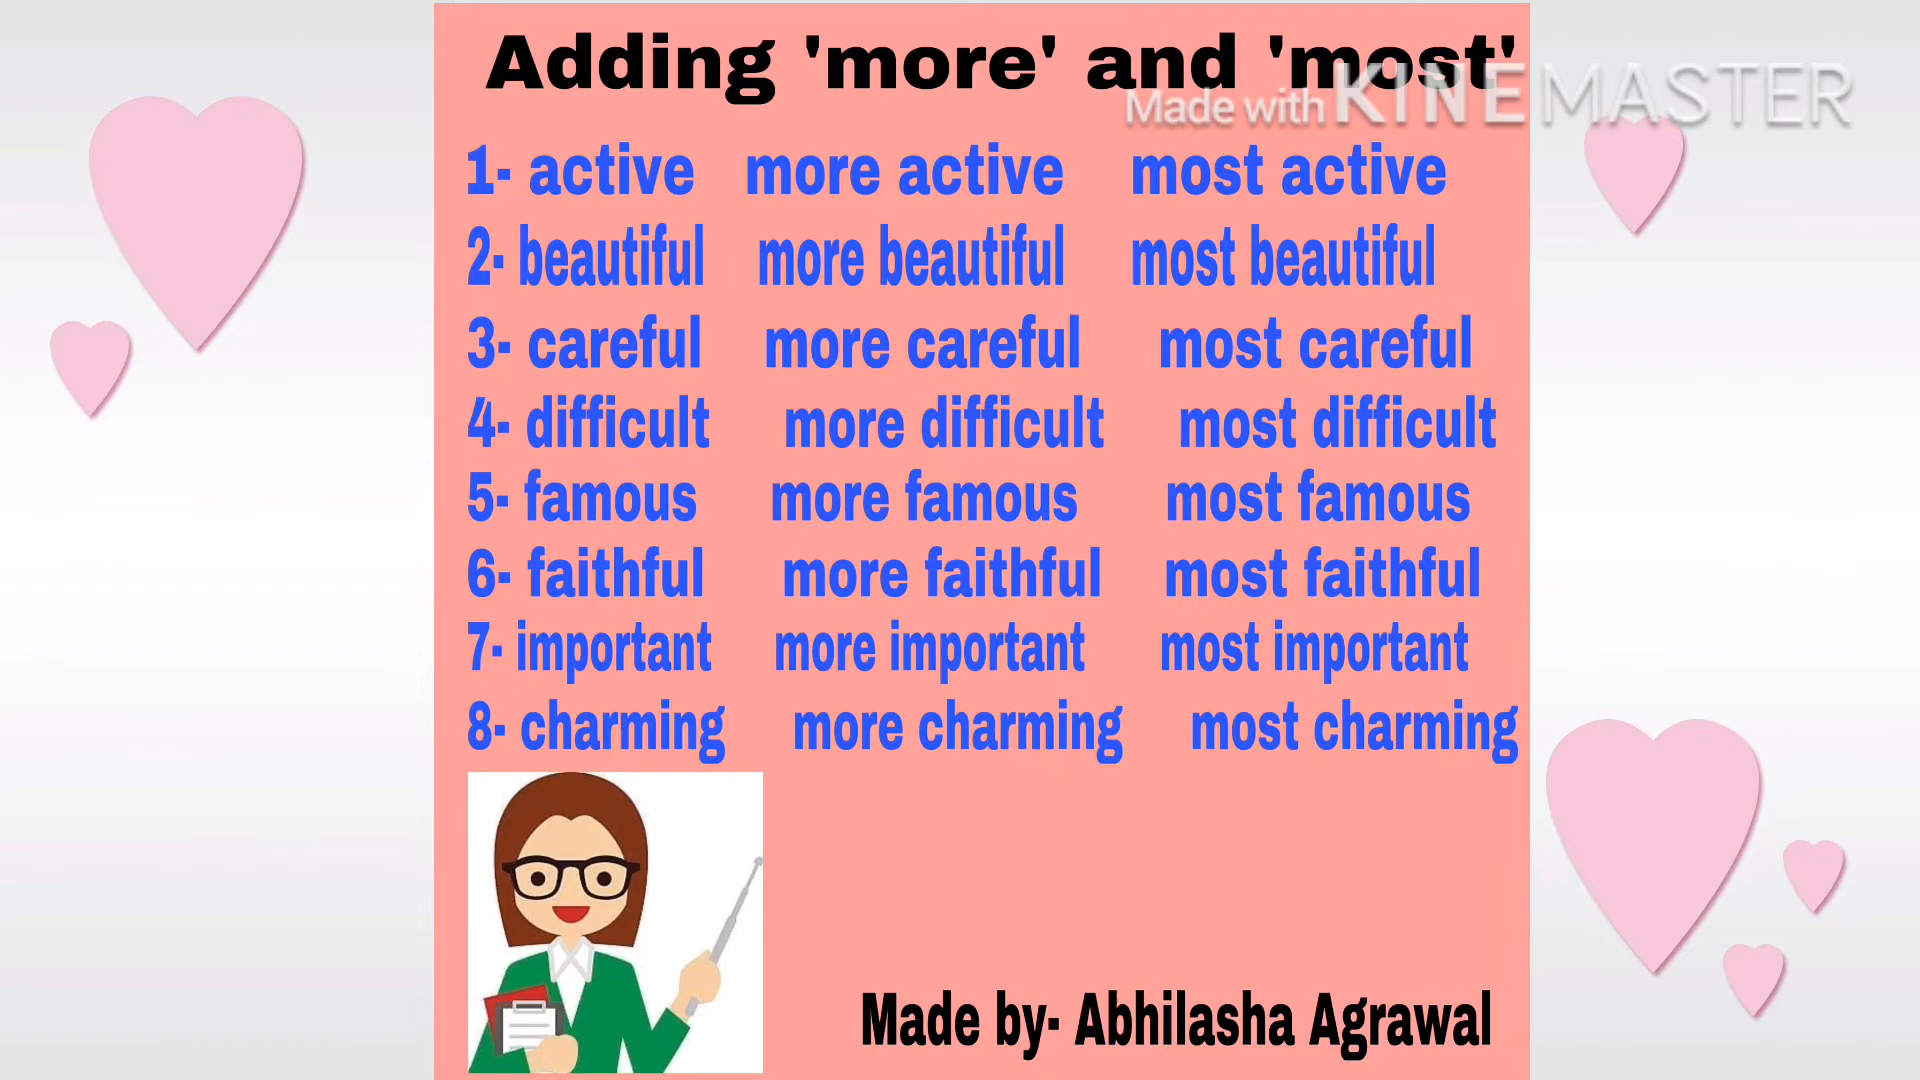 Adding 'more' and 'most'
Made with KINEMASTER
1- active more active most active
2- beautiful more beautiful most beautiful
3- careful more careful most careful
4- difficult more difficult most difficult
5- famous more famous most famous
6- faithful more faithful most faithful
7- important more important most important
8- charming more charming most charming
Made by- Abhilasha Agrawal